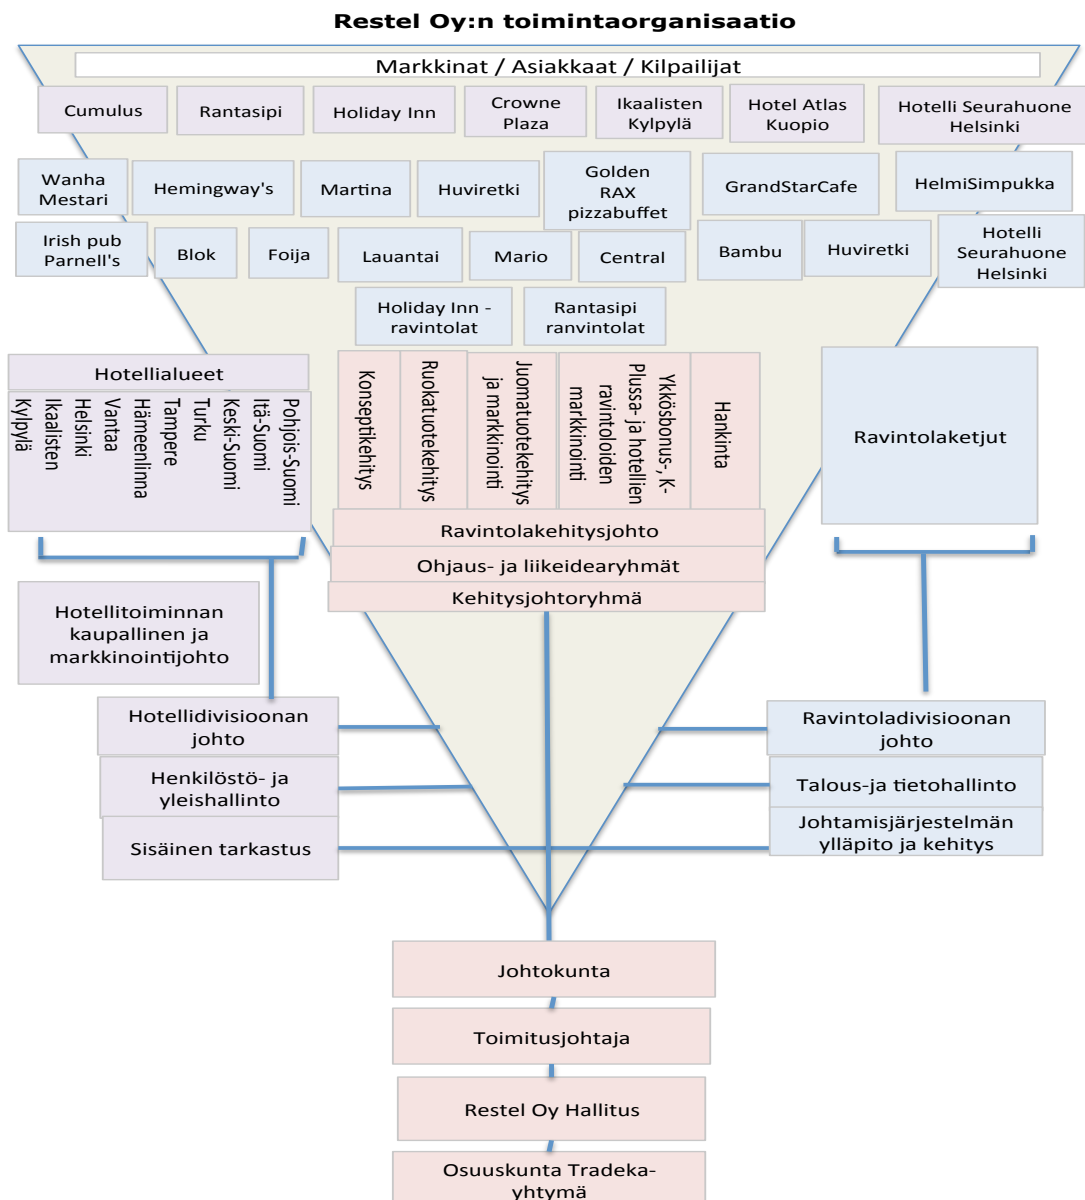 Restel Oy:n toimintaorganisaatio
Markkinat / Asiakkaat / Kilpailijat
Cumulus
Rantasipi
Holiday Inn
Crowne
Plaza
Ikaalisten
Kylpylä
Hotel Atlas
Kuopio
Hotelli Seurahuone
Helsinki
Wanha
Mestari
Hemingway's
Martina
Huviretki
Golden
RAX
pizzabuffet
GrandStarCafe
HelmiSimpukka
Irish pub
Parnell's
Blok
Foija
Lauantai
Mario
Central
Bambu
Huviretki
Hotelli
Seurahuone
Helsinki
Holiday Inn -
ravintolat
Rantasipi
ranvintolat
Hotellialueet
Pohjois-Suomi
Itä-Suomi
Keski-Suomi
Turku
Tampere
Hämeenlinna
Vantaa
Helsinki
Ikaalisten
Kylpylä
Konseptikehitys
Ruokatuotekehitys
Juomatuotekehitys
ja markkinointi
Ykkösbonus-, K-
Plussa- ja hotellien
ravintoloiden
markkinointi
Hankinta
Ravintolaketjut
Ravintolakehitysjohto
Ohjaus- ja liikeidearyhmät
Kehitysjohtoryhmä
Hotellitoiminnan
kaupallinen ja
markkinointijohto
Hotellidivisioonan
johto
Ravintoladivisioonan
johto
Henkilöstö- ja
yleishallinto
Talous-ja tietohallinto
Sisäinen tarkastus
Johtamisjärjestelmän
ylläpito ja kehitys
Johtokunta
Toimitusjohtaja
Restel Oy Hallitus
Osuuskunta Tradeka-
yhtymä